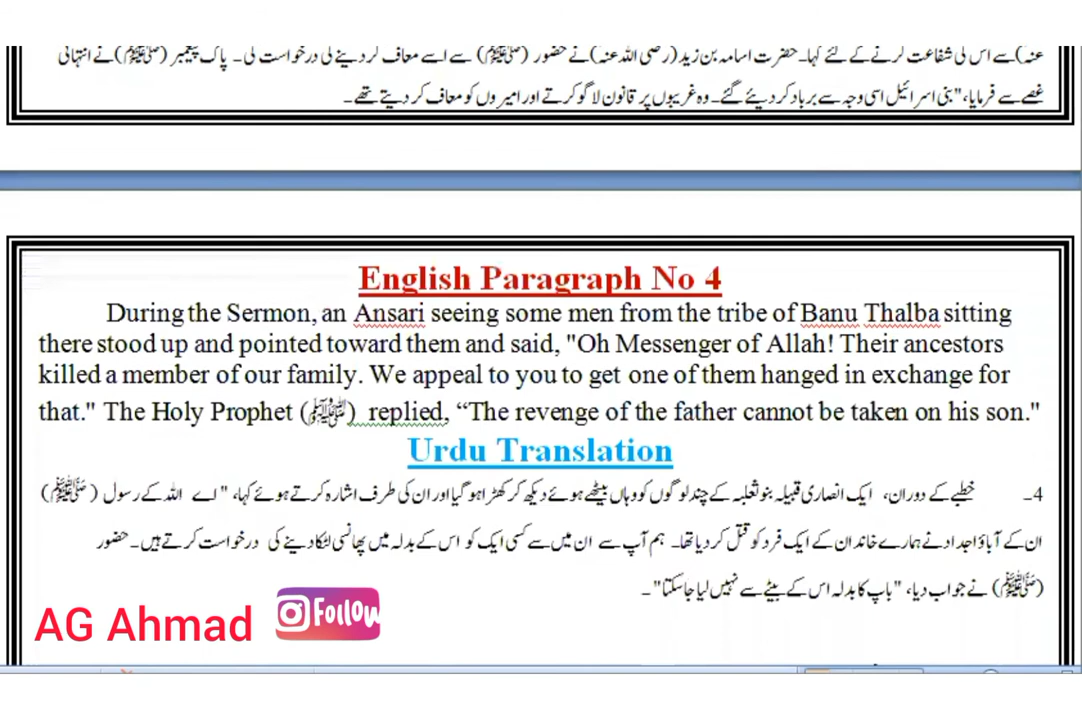 عنہ) سے اس کی شفاعت کرنے کے لئے کہا۔ حضرت اسامہ بن زید (رضی اللہ عنہ) نے حضور (ﷺ) سے اسے معاف کر دینے کی درخواست کی۔ پاک پیغمبر (ﷺ) نے انتہائی
غصے سے فرمایا، "بنی اسرائیل اسی وجہ سے برباد کر دیئے گئے۔ وہ غریبوں پر قانون لاگو کرتے اور امیروں کو معاف کر دیتے تھے۔
English Paragraph No 4
During the Sermon, an Ansari seeing some men from the tribe of Banu Thalba sitting
there stood up and pointed toward them and said, "Oh Messenger of Allah! Their ancestors
killed a member of our family. We appeal to you to get one of them hanged in exchange for
that." The Holy Prophet (ﷺ) replied, “The revenge of the father cannot be taken on his son."
Urdu Translation
4۔ خطبے کے دوران، ایک انصاری قبیلہ بنو ثعلبہ کے چند لوگوں کو وہاں بیٹھے ہوئے دیکھ کر کھڑا ہو گیا اور ان کی طرف اشارہ کرتے ہوئے کہا، "اے اللہ کے رسول (ﷺ)
ان کے آباؤ اجداد نے ہمارے خاندان کے ایک فرد کو قتل کر دیا تھا۔ ہم آپ سے ان میں سے کسی ایک کو اس کے بدلہ میں پھانسی لٹکا دینے کی درخواست کرتے ہیں۔ حضور
(ﷺ) نے جواب دیا، "باپ کا بدلہ اس کے بیٹے سے نہیں لیا جا سکتا"۔
AG Ahmad Follow